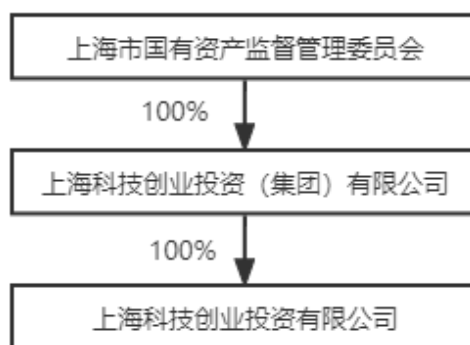 上海市国有资产监督管理委员会
100%
上海科技创业投资（集团）有限公司
100%
上海科技创业投资有限公司